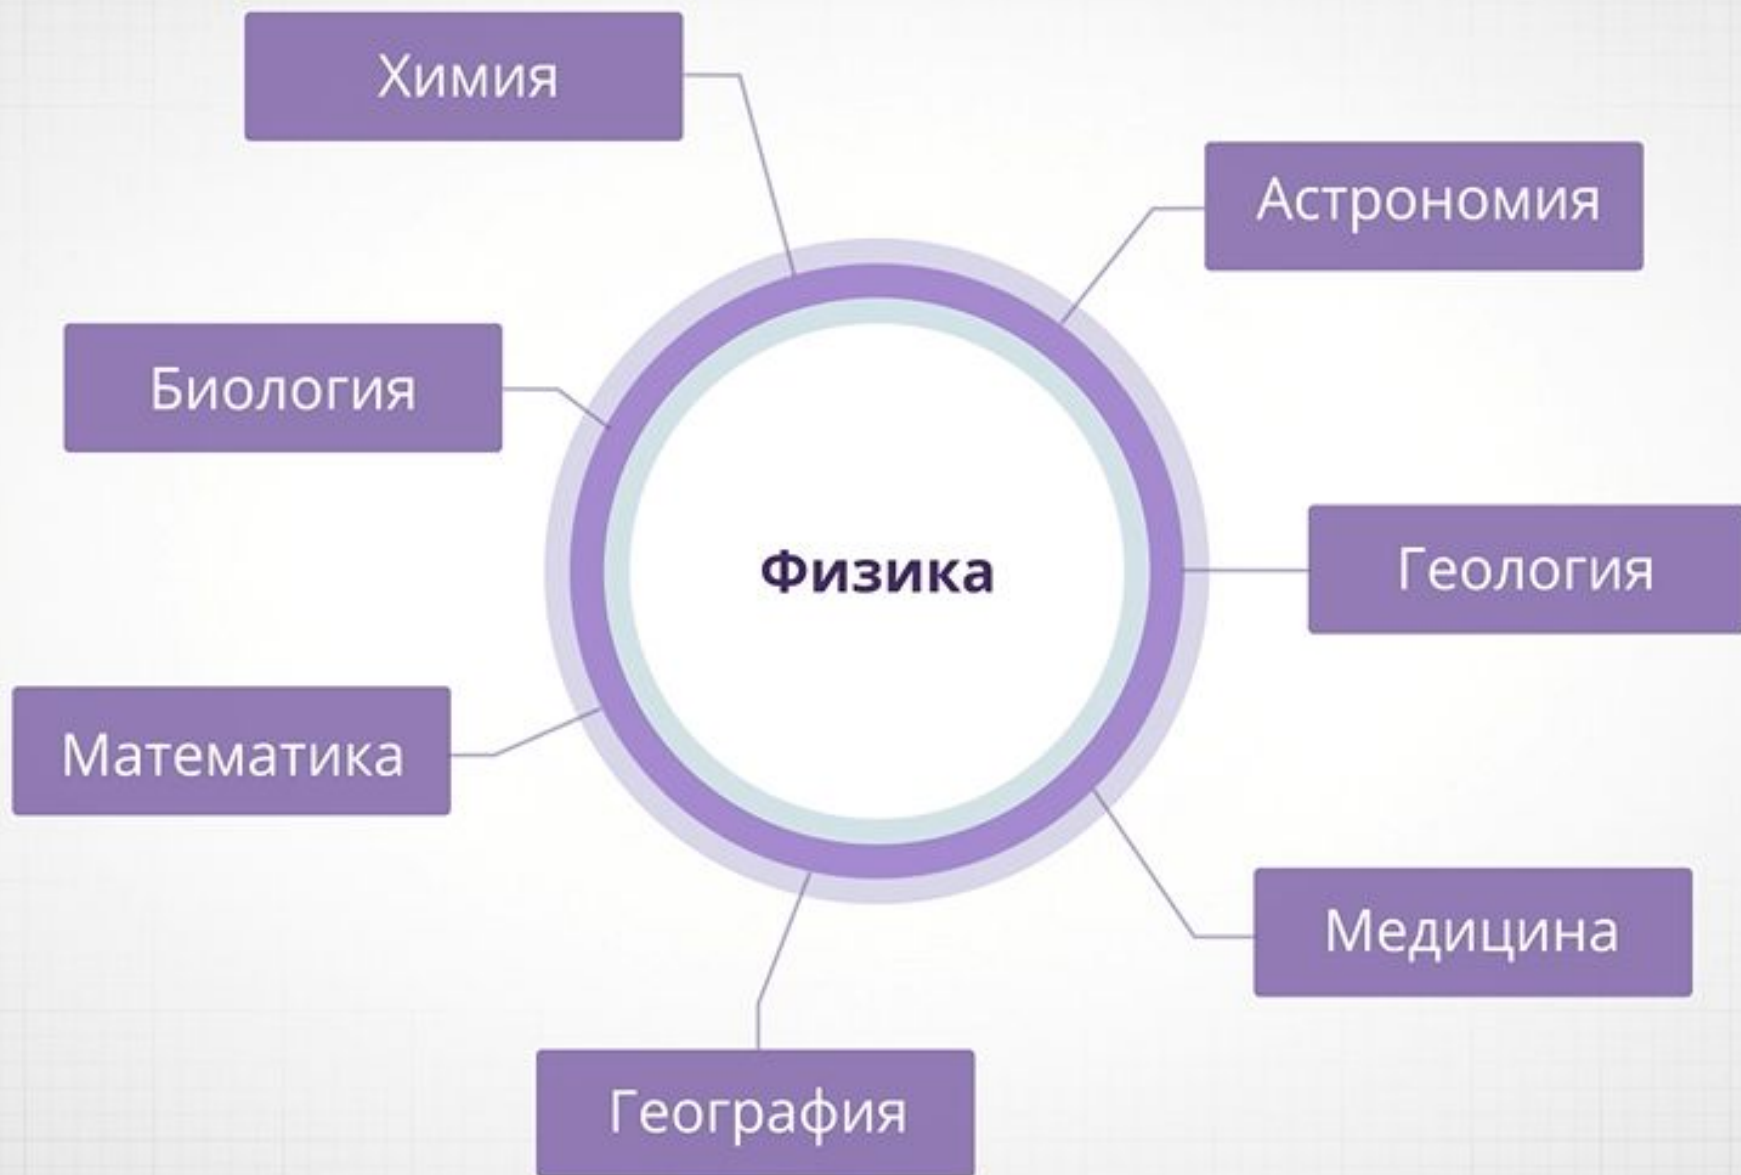 Химия
Астрономия
Биология
Физика
Геология
Математика
Медицина
География